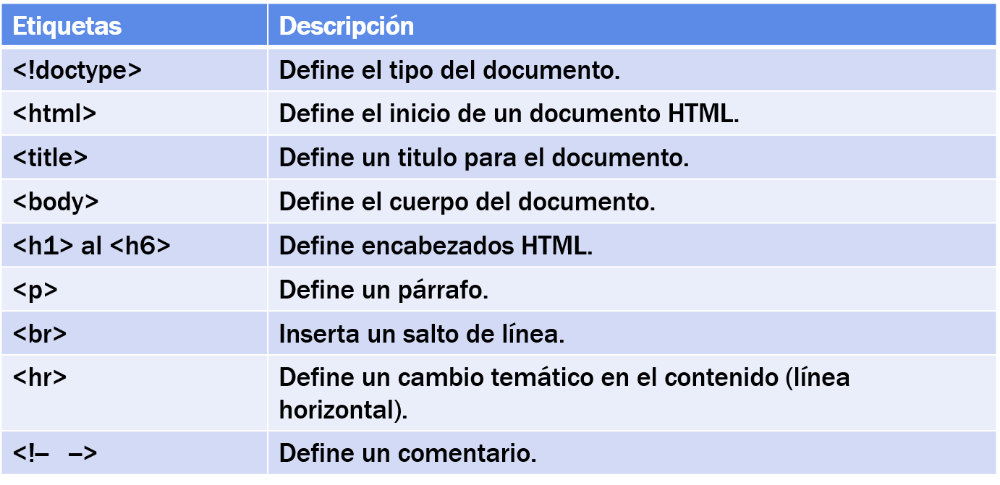 Etiquetas Descripción
<!doctype> Define el tipo del documento.
<html> Define el inicio de un documento HTML.
<title> Define un titulo para el documento.
<body> Define el cuerpo del documento.
<h1> al <h6> Define encabezados HTML.
<p> Define un párrafo.
<br> Inserta un salto de línea.
<hr> Define un cambio temático en el contenido (línea
horizontal).
<!– –> Define un comentario.